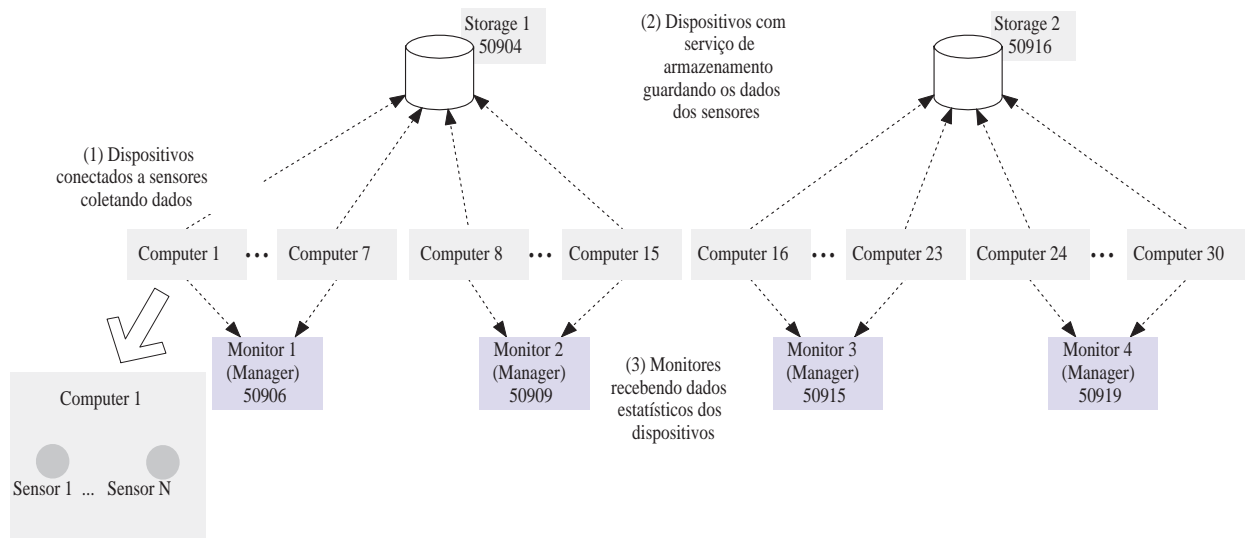 Storage 1
50904
(2) Dispositivos com
serviço de
armazenamento
guardando os dados
dos sensores
Storage 2
50916
(1) Dispositivos
conectados a sensores
coletando dados
Computer 1
...
Computer 7
Computer 8
...
Computer 15
Computer 16
...
Computer 23
Computer 24
...
Computer 30
Monitor 1
(Manager)
50906
Monitor 2
(Manager)
50909
(3) Monitores
recebendo dados
estatísticos dos
dispositivos
Monitor 3
(Manager)
50915
Monitor 4
(Manager)
50919
Computer 1
Sensor 1 ... Sensor N